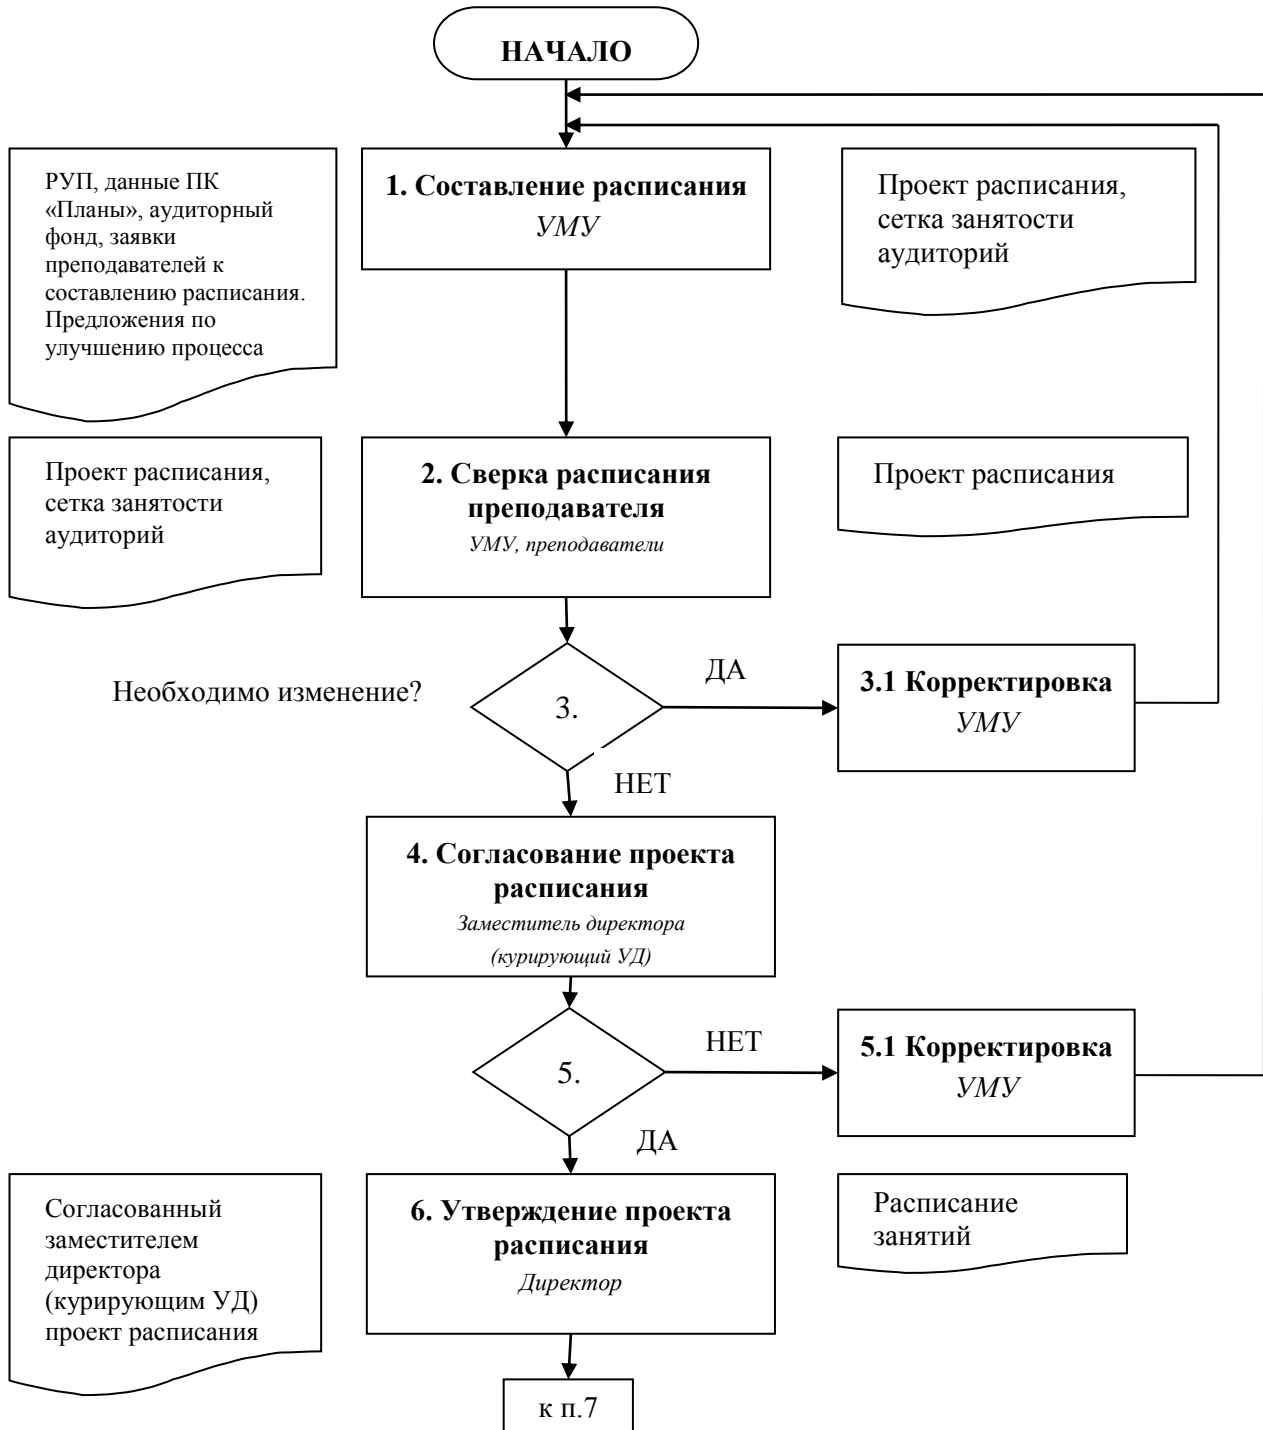 НАЧАЛО
РУП, данные ПК
«Планы», аудиторный
фонд, заявки
преподавателей к
составлению расписания.
Предложения по
улучшению процесса
1. Составление расписания
УМУ
Проект расписания,
сетка занятости
аудиторий
Проект расписания,
сетка занятости
аудиторий
2. Сверка расписания
преподавателя
УМУ, преподаватели
Проект расписания
Необходимо изменение?
3.
ДА
3.1 Корректировка
УМУ
НЕТ
4. Согласование проекта
расписания
Заместитель директора
(курирующий УД)
5.
НЕТ
5.1 Корректировка
УМУ
ДА
Согласованный
заместителем
директора
(курирующим УД)
проект расписания
6. Утверждение проекта
расписания
Директор
Расписание
занятий
к п.7